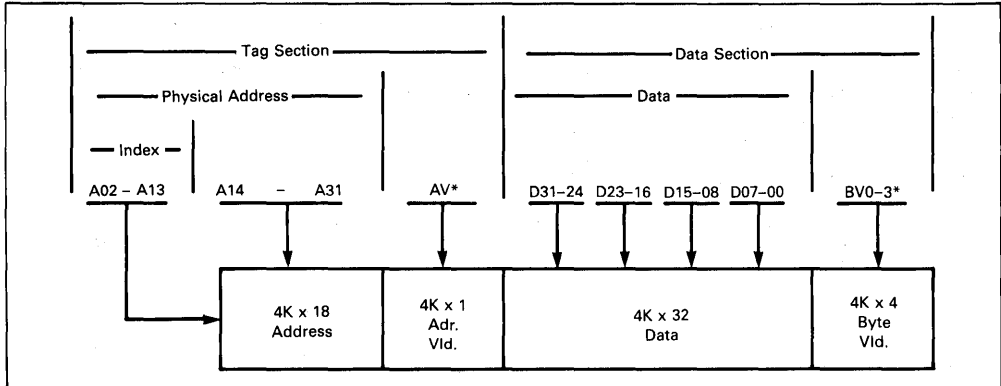 Tag Section
Data Section
Physical Address
Data
Index
A02 – A13
A14 – A31
AV*
D31–24
D23–16
D15–08
D07–00
BV0–3*
4K x 18
Address
4K x 1
Adr.
Vld.
4K x 32
Data
4K x 4
Byte
Vld.